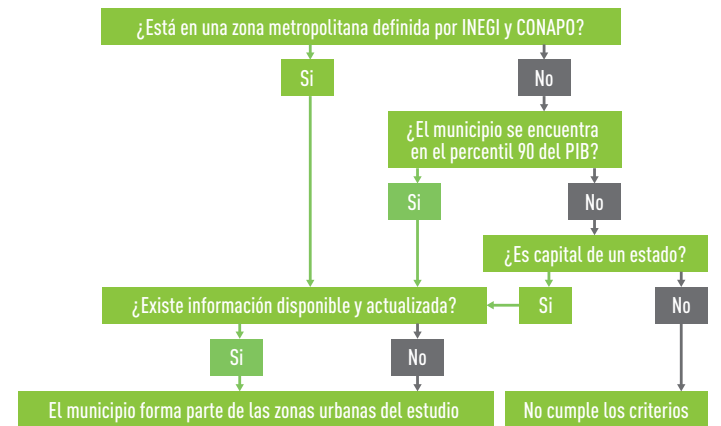 ¿Está en una zona metropolitana definida por INEGI y CONAPO?
Si
No
¿El municipio se encuentra
en el percentil 90 del PIB?
Si
No
¿Es capital de un estado?
¿Existe información disponible y actualizada?
Si
No
Si
No
El municipio forma parte de las zonas urbanas del estudio
No cumple los criterios